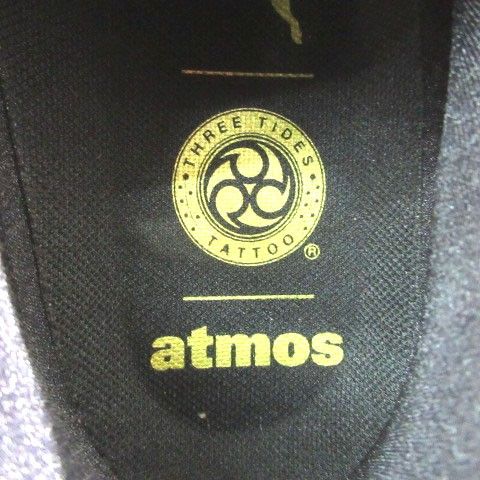 THREE TIDES
TATTOO
®
atmos